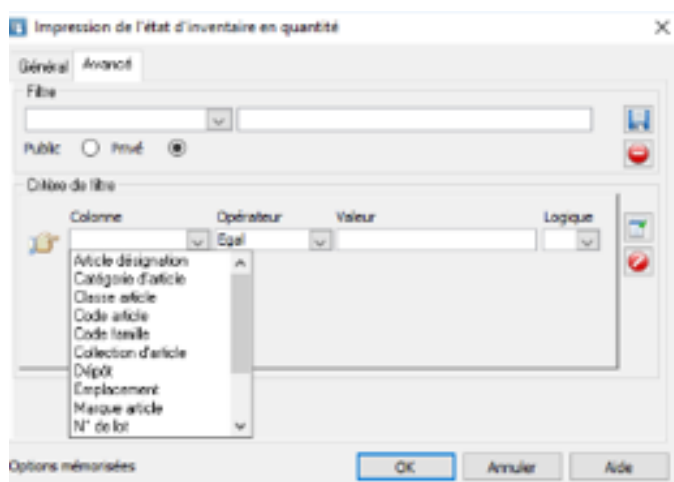 Impression de l'état d'inventaire en quantité
Général Avancé
Filtre
Public Privé
Critère de filtre
Colonne Opérateur Valeur Logique
Egal
Article désignation
Catégorie d'article
Classe article
Code article
Code famille
Collection d'article
Dépôt
Emplacement
Marque article
N° de lot
Options mémorisées OK Annuler Aide